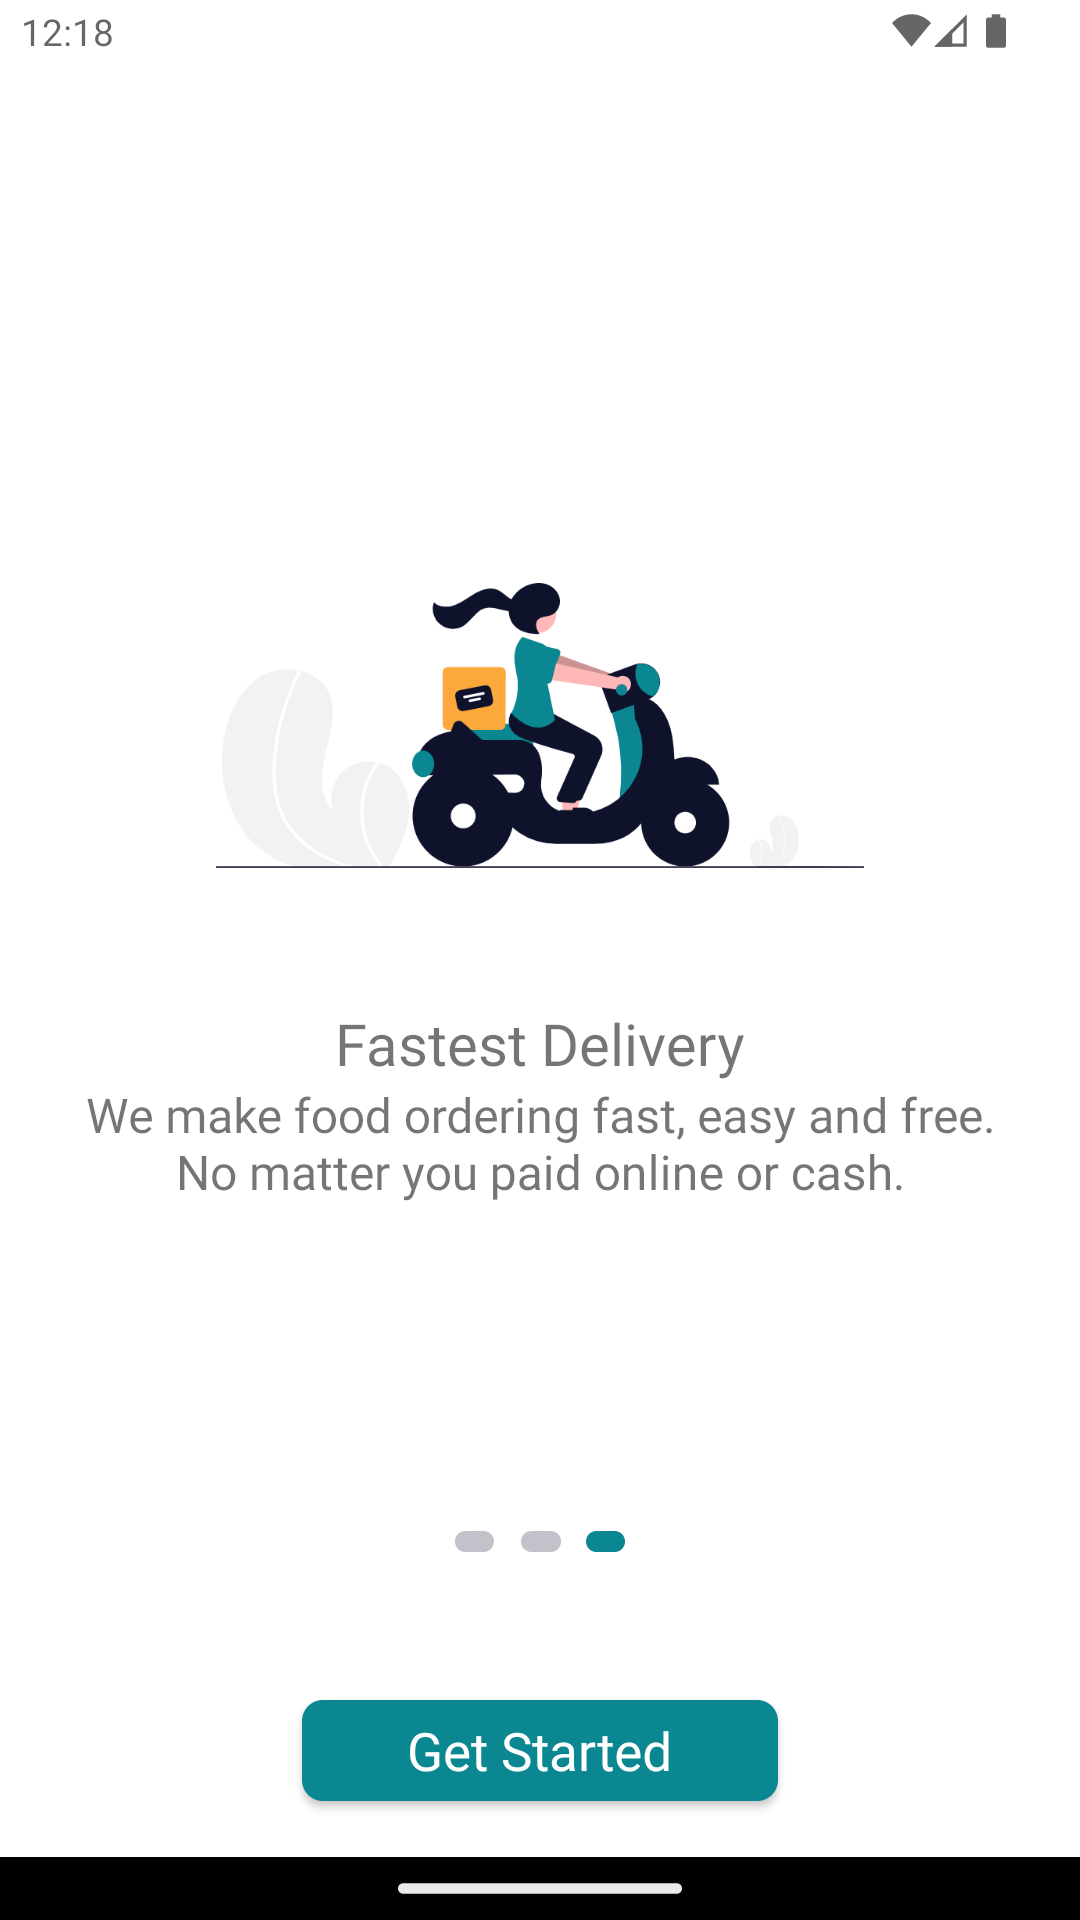 12:18
Fastest Delivery
We make food ordering fast, easy and free.
No matter you paid online or cash.
Get Started